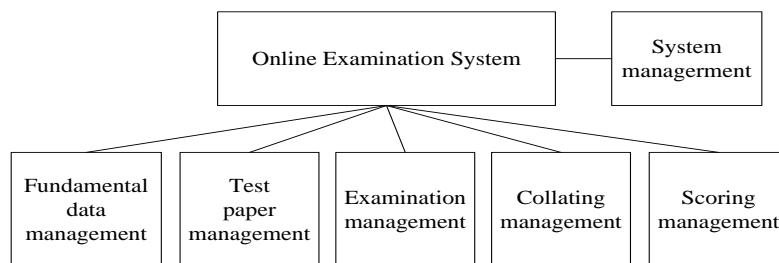 Online Examination System
System
managerment
Fundamental
data
management
Test
paper
management
Examination
management
Collating
management
Scoring
management